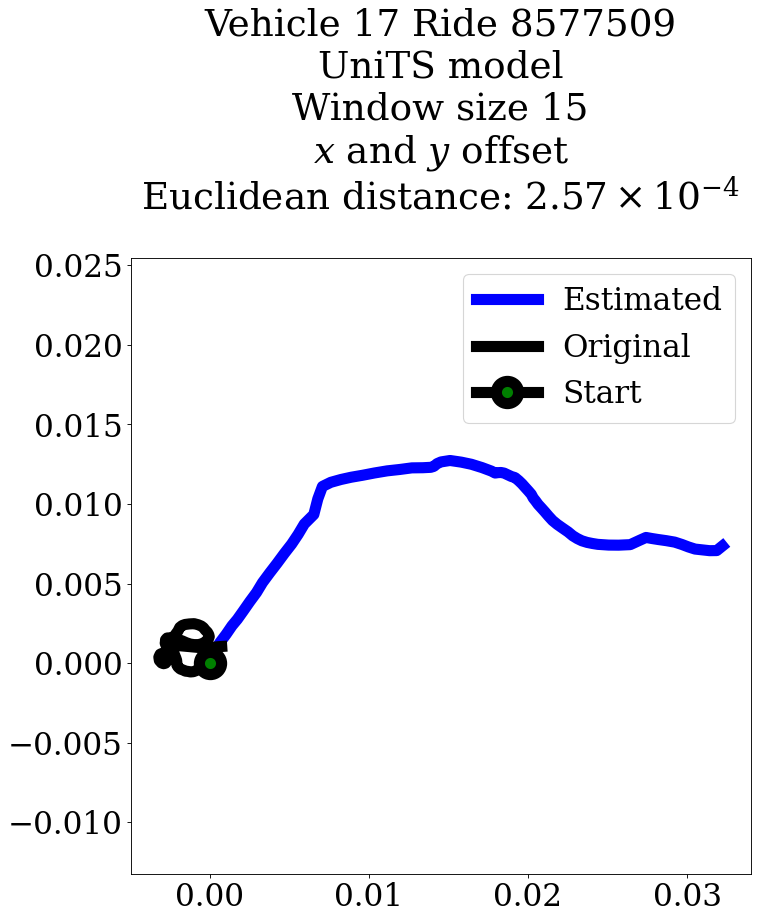 Vehicle 17 Ride 8577509
UniTS model
Window size 15
x and y offset
Euclidean distance: 2.57 × 10⁻⁴
0.025
0.020
0.015
0.010
0.005
0.000
−0.005
−0.010
Estimated
Original
Start
0.00 0.01 0.02 0.03